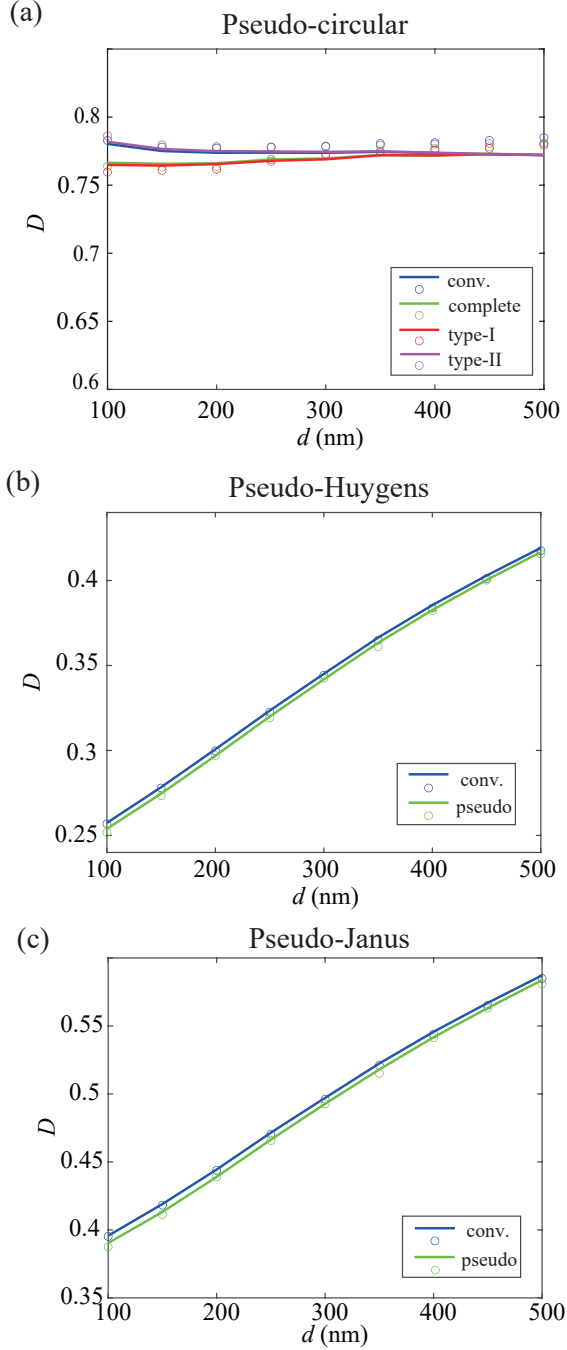 (a)
Pseudo-circular
0.8
0.75
0.7
0.65
0.6
D
conv.
complete
type-I
type-II
100 200 300 400 500
d (nm)
(b)
Pseudo-Huygens
0.4
0.35
0.3
0.25
D
conv.
pseudo
100 200 300 400 500
d (nm)
(c)
Pseudo-Janus
0.55
0.5
0.45
0.4
0.35
D
conv.
pseudo
100 200 300 400 500
d (nm)